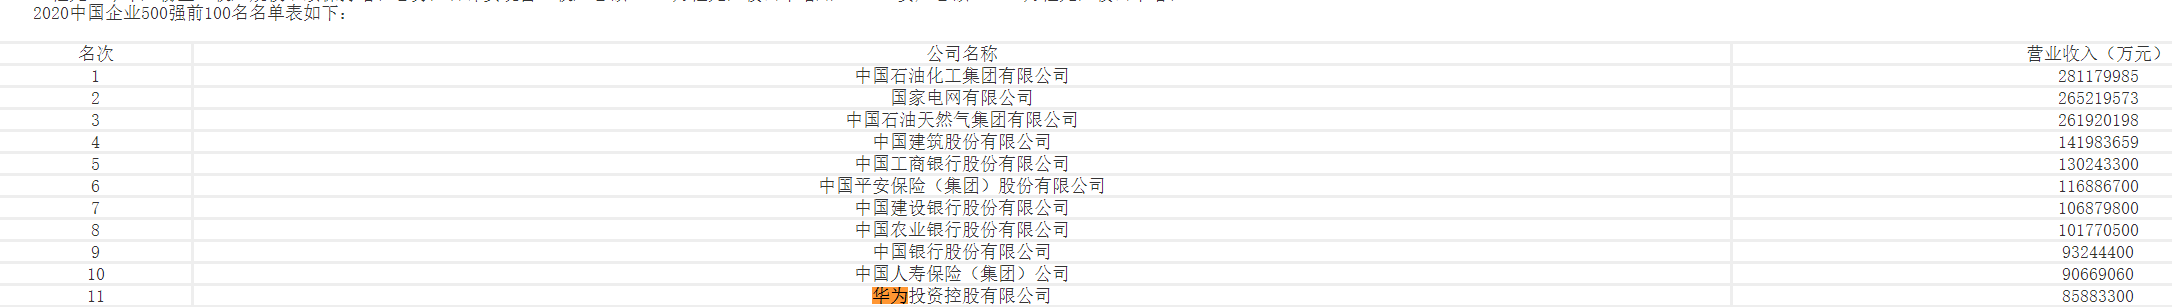 2020中国企业500强前100名名单表如下：
名次 公司名称 营业收入（万元）
1 中国石油化工集团有限公司 281179985
2 国家电网有限公司 265219573
3 中国石油天然气集团有限公司 261920198
4 中国建筑股份有限公司 141983659
5 中国工商银行股份有限公司 130243300
6 中国平安保险（集团）股份有限公司 116886700
7 中国建设银行股份有限公司 106879800
8 中国农业银行股份有限公司 101770500
9 中国银行股份有限公司 93244400
10 中国人寿保险（集团）公司 90669060
11 华为投资控股有限公司 85883300